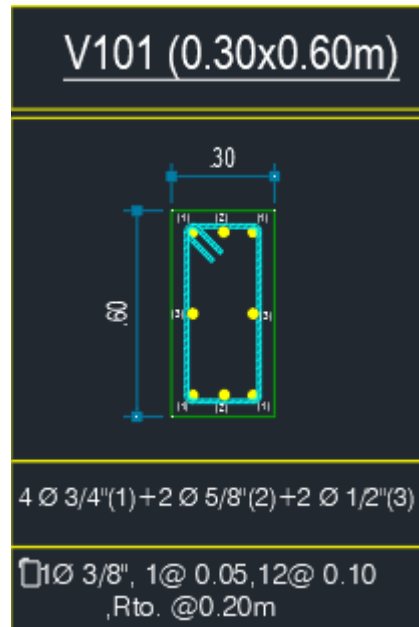 V101 (0.30x0.60m)
.30
(1) (2) (1)
.60
(3) (3)
(1) (2) (1)
4 Ø 3/4"(1)+2 Ø 5/8"(2)+2 Ø 1/2"(3)
1Ø 3/8", 1@ 0.05,12@ 0.10
,Rto. @0.20m